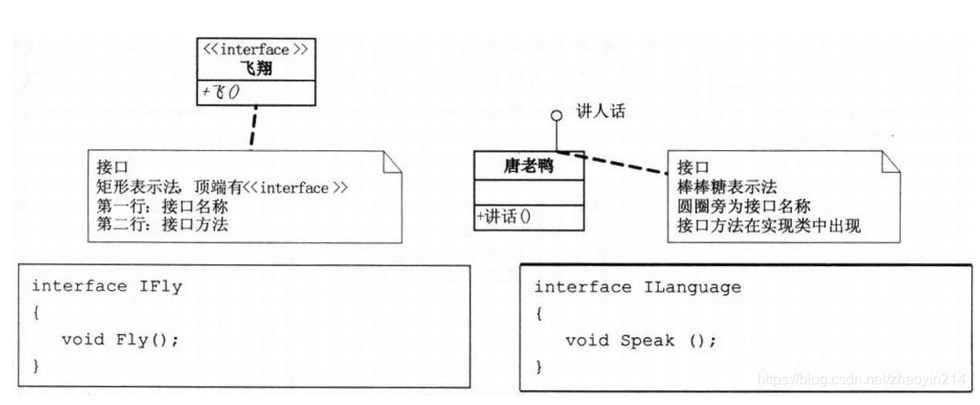 <<interface>>
飞翔
+飞()
接口
矩形表示法，顶端有<<interface>>
第一行：接口名称
第二行：接口方法
讲人话
唐老鸭
+讲话()
接口
棒棒糖表示法
圆圈旁为接口名称
接口方法在实现类中出现
interface IFly
{
void Fly();
}
interface ILanguage
{
void Speak ();
}
https://blog.csdn.net/zhaoyin214